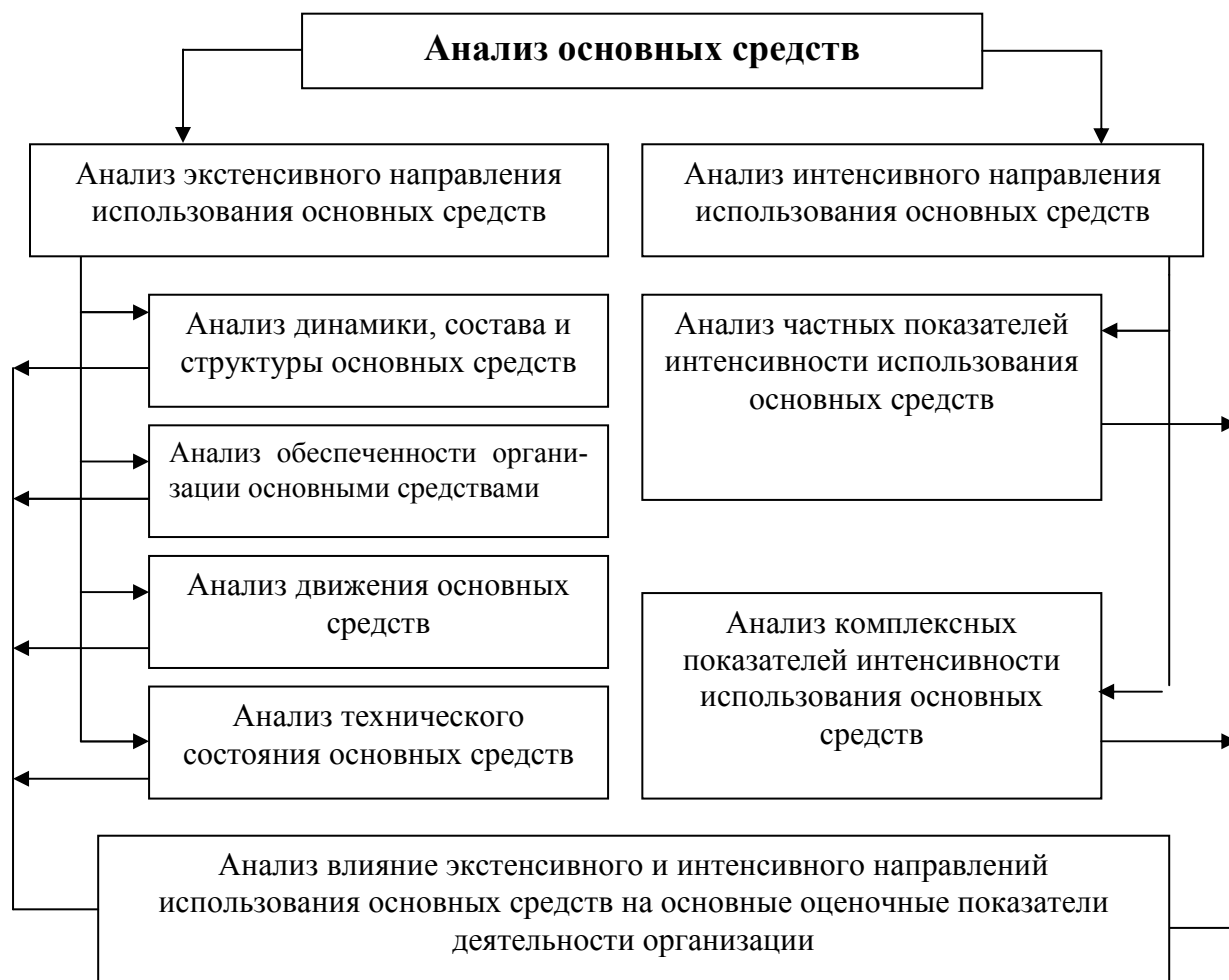 Анализ основных средств
Анализ экстенсивного направления
использования основных средств
Анализ интенсивного направления
использования основных средств
Анализ динамики, состава и
структуры основных средств
Анализ обеспеченности органи-
зации основными средствами
Анализ движения основных
средств
Анализ технического
состояния основных средств
Анализ частных показателей
интенсивности использования
основных средств
Анализ комплексных
показателей интенсивности
использования основных
средств
Анализ влияние экстенсивного и интенсивного направлений
использования основных средств на основные оценочные показатели
деятельности организации